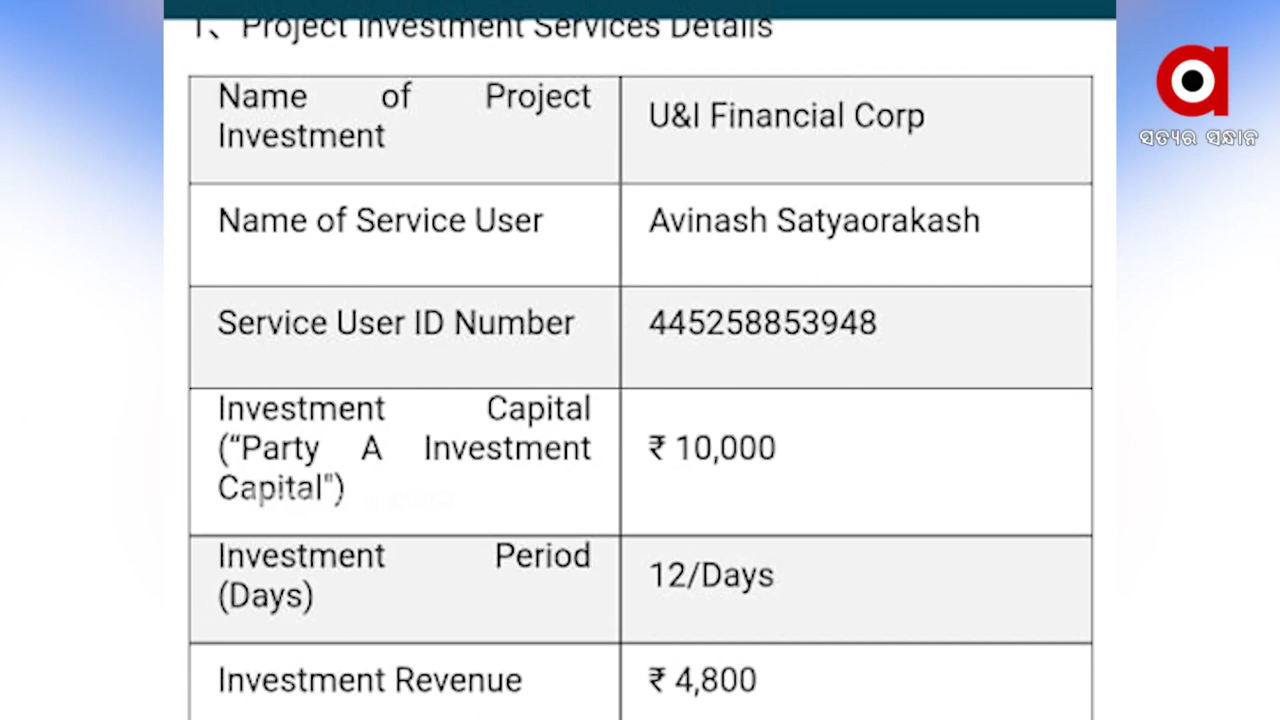 1、Project Investment Services Details
Name of Project
Investment
U&I Financial Corp
Name of Service User
Avinash Satyaorakash
Service User ID Number
445258853948
Investment Capital
(“Party A Investment
Capital")
₹ 10,000
Investment Period
(Days)
12/Days
Investment Revenue
₹ 4,800
a
ସତ୍ୟର ସନ୍ଧାନ